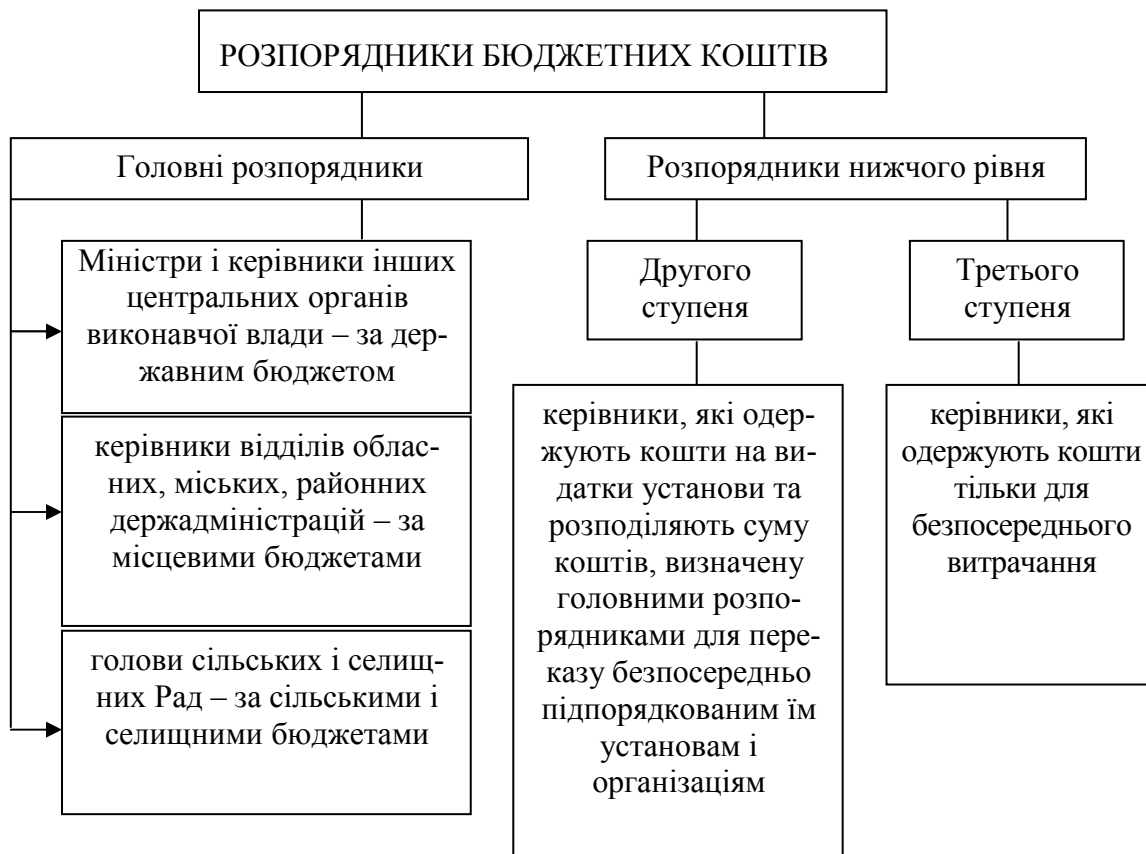 РОЗПОРЯДНИКИ БЮДЖЕТНИХ КОШТІВ
Головні розпорядники
Розпорядники нижчого рівня
Міністри і керівники інших
центральних органів
виконавчої влади – за дер-
жавним бюджетом
керівники відділів облас-
них, міських, районних
держадміністрацій – за
місцевими бюджетами
голови сільських і селищ-
них Рад – за сільськими і
селищними бюджетами
Другого
ступеня
керівники, які одер-
жують кошти на ви-
датки установи та
розподіляють суму
коштів, визначену
головними розпо-
рядниками для пере-
казу безпосередньо
підпорядкованим їм
установам і
організаціям
Третього
ступеня
керівники, які
одержують кошти
тільки для
безпосереднього
витрачання